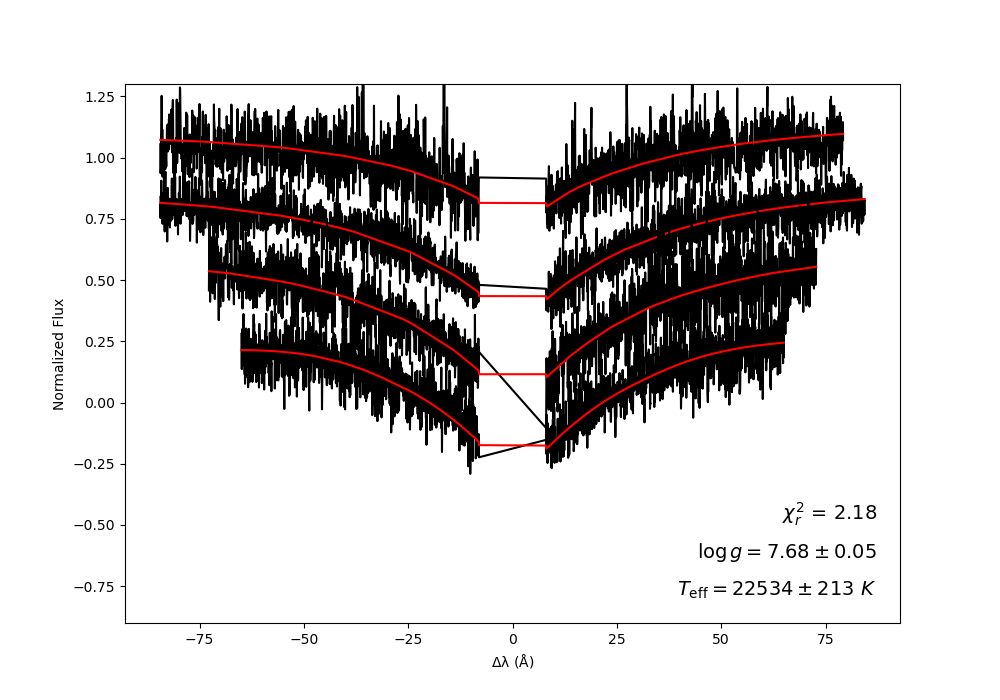 1.25
1.00
0.75
0.50
0.25
0.00
−0.25
−0.50
−0.75
Normalized Flux
χ²ᵣ = 2.18
log g = 7.68 ± 0.05
T_eff = 22534 ± 213 K
−75 −50 −25 0 25 50 75
Δλ (Å)